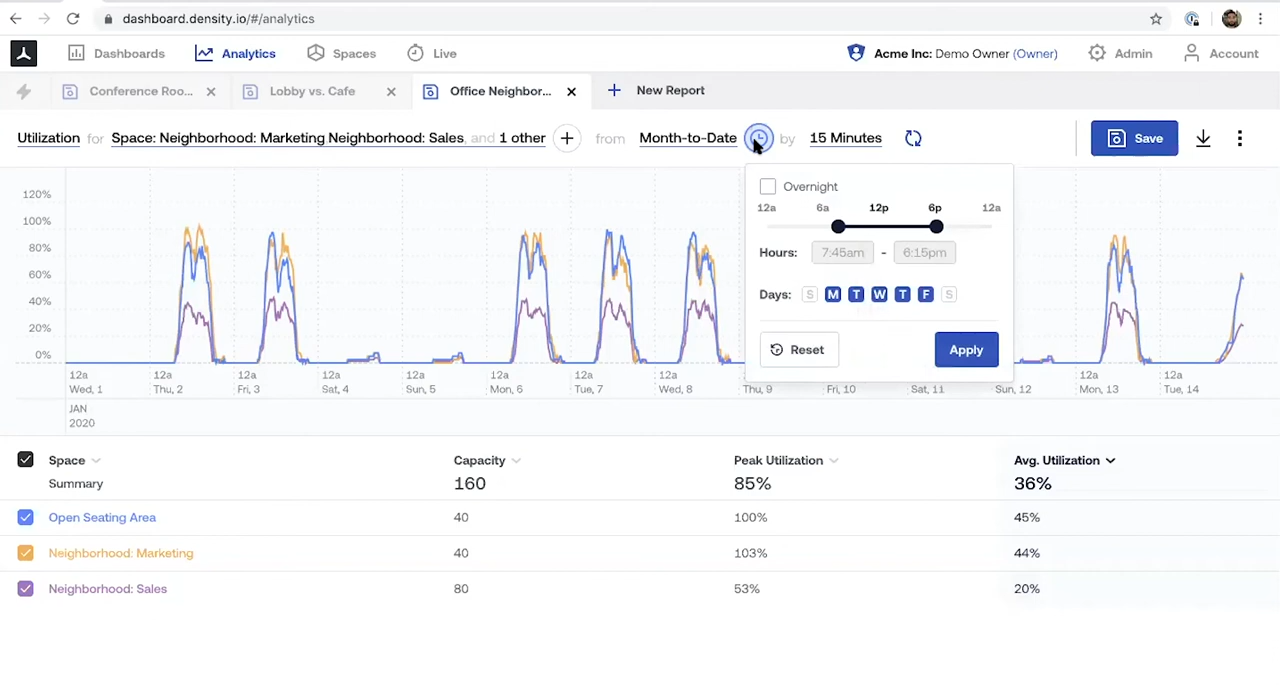 dashboard.density.io/#/analytics
Dashboards Analytics Spaces Live Acme Inc: Demo Owner (Owner) Admin Account
Conference Roo... Lobby vs. Cafe Office Neighbor... New Report
Utilization for Space: Neighborhood: Marketing Neighborhood: Sales, and 1 other from Month-to-Date by 15 Minutes Save
Overnight
12a 6a 12p 6p 12a
Hours: 7:45am - 6:15pm
Days: S M T W T F S
Reset Apply
120%
100%
80%
60%
40%
20%
0%
12a 12a 12a 12a 12a 12a 12a 12a 12a 12a
Wed, 1 Thu, 2 Fri, 3 Sat, 4 Sun, 5 Mon, 6 Tue, 7 Wed, 8 Thu, 9 Fri, 10 Sat, 11 Sun, 12 Mon, 13 Tue, 14
JAN
2020
Space Capacity Peak Utilization Avg. Utilization
Summary 160 85% 36%
Open Seating Area 40 100% 45%
Neighborhood: Marketing 40 103% 44%
Neighborhood: Sales 80 53% 20%